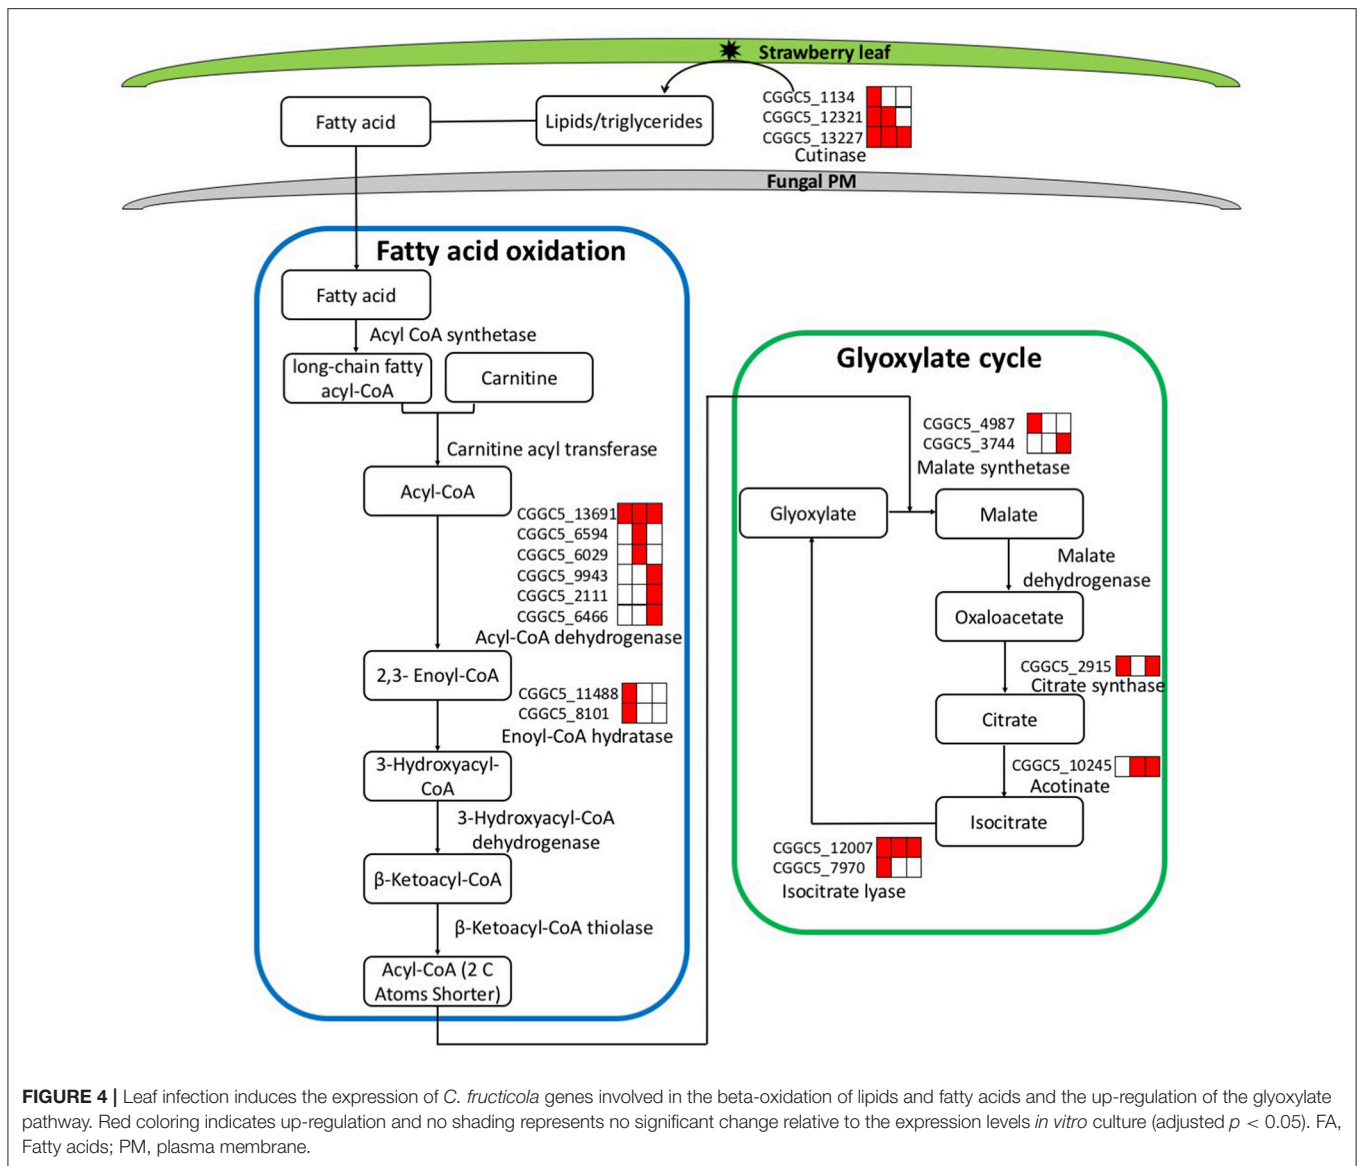 Strawberry leaf
CGGC5_1134
CGGC5_12321
CGGC5_13227
Cutinase
Fatty acid
Lipids/triglycerides
Fungal PM
Fatty acid oxidation
Fatty acid
Acyl CoA synthetase
long-chain fatty
acyl-CoA
Carnitine
Carnitine acyl transferase
Acyl-CoA
CGGC5_13691
CGGC5_6594
CGGC5_6029
CGGC5_9943
CGGC5_2111
CGGC5_6466
Acyl-CoA dehydrogenase
2,3- Enoyl-CoA
CGGC5_11488
CGGC5_8101
Enoyl-CoA hydratase
3-Hydroxyacyl-
CoA
3-Hydroxyacyl-CoA
dehydrogenase
β-Ketoacyl-CoA
β-Ketoacyl-CoA thiolase
Acyl-CoA (2 C
Atoms Shorter)
Glyoxylate cycle
CGGC5_4987
CGGC5_3744
Malate synthetase
Glyoxylate
Malate
Malate
dehydrogenase
Oxaloacetate
CGGC5_2915
Citrate synthase
Citrate
CGGC5_10245
Acotinate
Isocitrate
CGGC5_12007
CGGC5_7970
Isocitrate lyase
FIGURE 4 | Leaf infection induces the expression of C. fructicola genes involved in the beta-oxidation of lipids and fatty acids and the up-regulation of the glyoxylate
pathway. Red coloring indicates up-regulation and no shading represents no significant change relative to the expression levels in vitro culture (adjusted p < 0.05). FA,
Fatty acids; PM, plasma membrane.